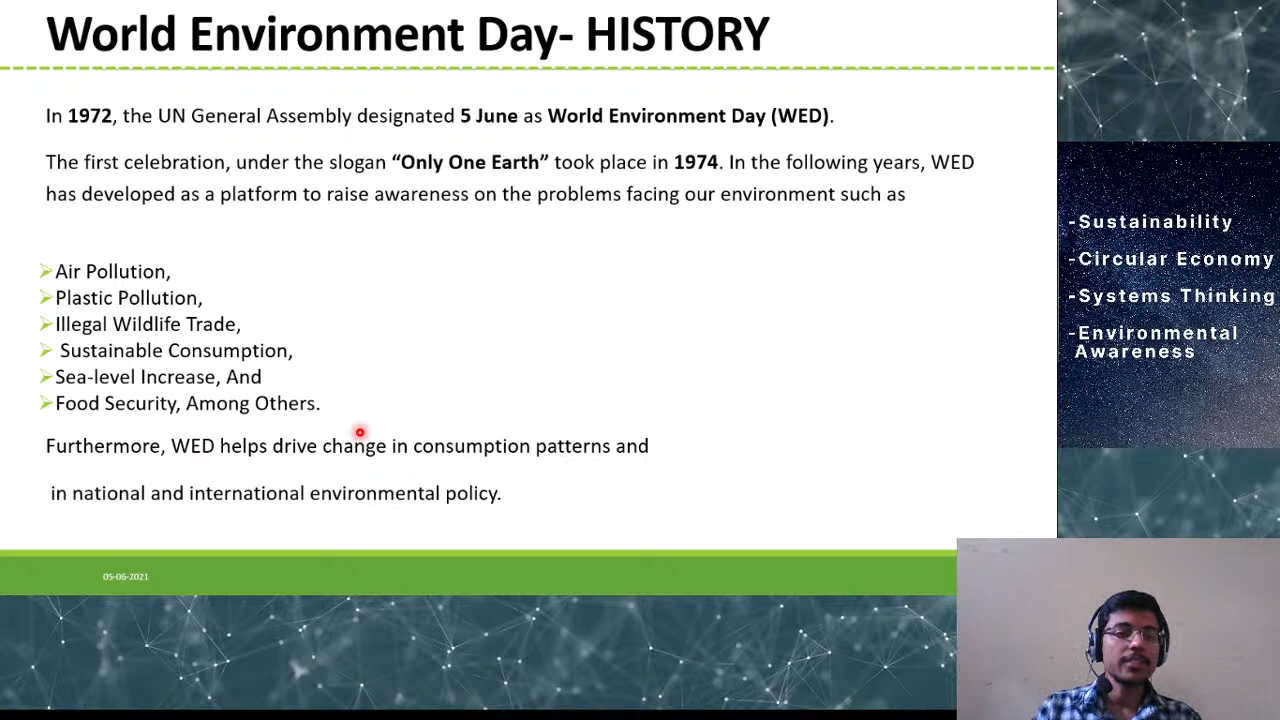 World Environment Day- HISTORY
In 1972, the UN General Assembly designated 5 June as World Environment Day (WED).
The first celebration, under the slogan “Only One Earth” took place in 1974. In the following years, WED
has developed as a platform to raise awareness on the problems facing our environment such as
Air Pollution,
Plastic Pollution,
Illegal Wildlife Trade,
Sustainable Consumption,
Sea-level Increase, And
Food Security, Among Others.
Furthermore, WED helps drive change in consumption patterns and
in national and international environmental policy.
05-06-2021
-Sustainability
-Circular Economy
-Systems Thinking
-Environmental
Awareness